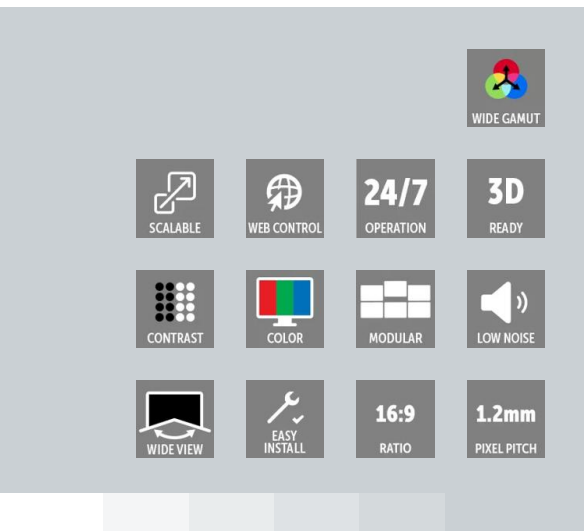 WIDE GAMUT
SCALABLE
WEB CONTROL
24/7
OPERATION
3D
READY
CONTRAST
COLOR
MODULAR
LOW NOISE
WIDE VIEW
EASY
INSTALL
16:9
RATIO
1.2mm
PIXEL PITCH